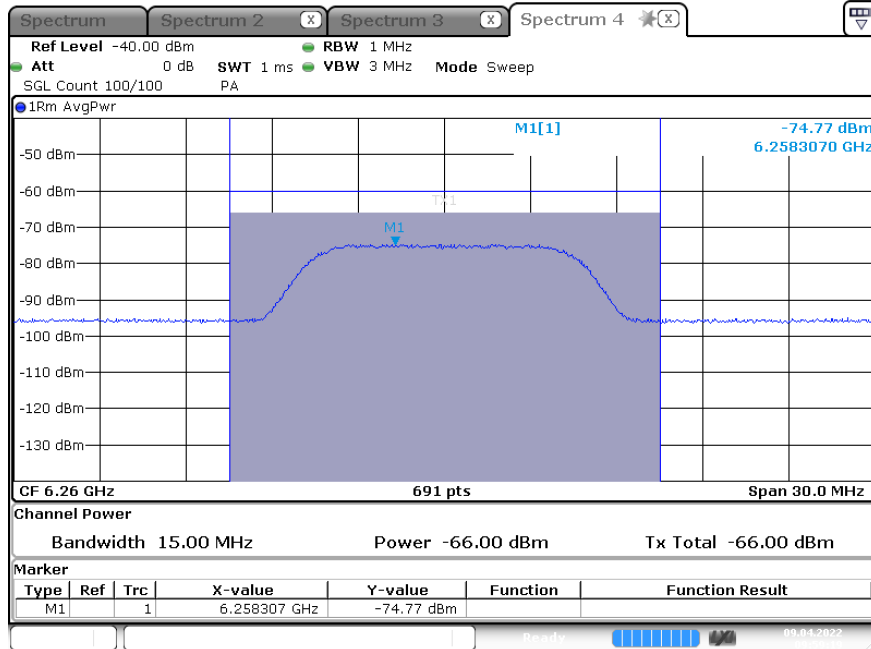 Spectrum Spectrum 2 X Spectrum 3 X Spectrum 4 X
Ref Level -40.00 dBm RBW 1 MHz
Att 0 dB SWT 1 ms VBW 3 MHz Mode Sweep
SGL Count 100/100 PA
1Rm AvgPwr
M1[1] -74.77 dBm
6.2583070 GHz
-50 dBm
-60 dBm
TX1
-70 dBm
M1
-80 dBm
-90 dBm
-100 dBm
-110 dBm
-120 dBm
-130 dBm
CF 6.26 GHz 691 pts Span 30.0 MHz
Channel Power
Bandwidth 15.00 MHz Power -66.00 dBm Tx Total -66.00 dBm
Marker
Type Ref Trc X-value Y-value Function Function Result
M1 1 6.258307 GHz -74.77 dBm
Ready 09.04.2022